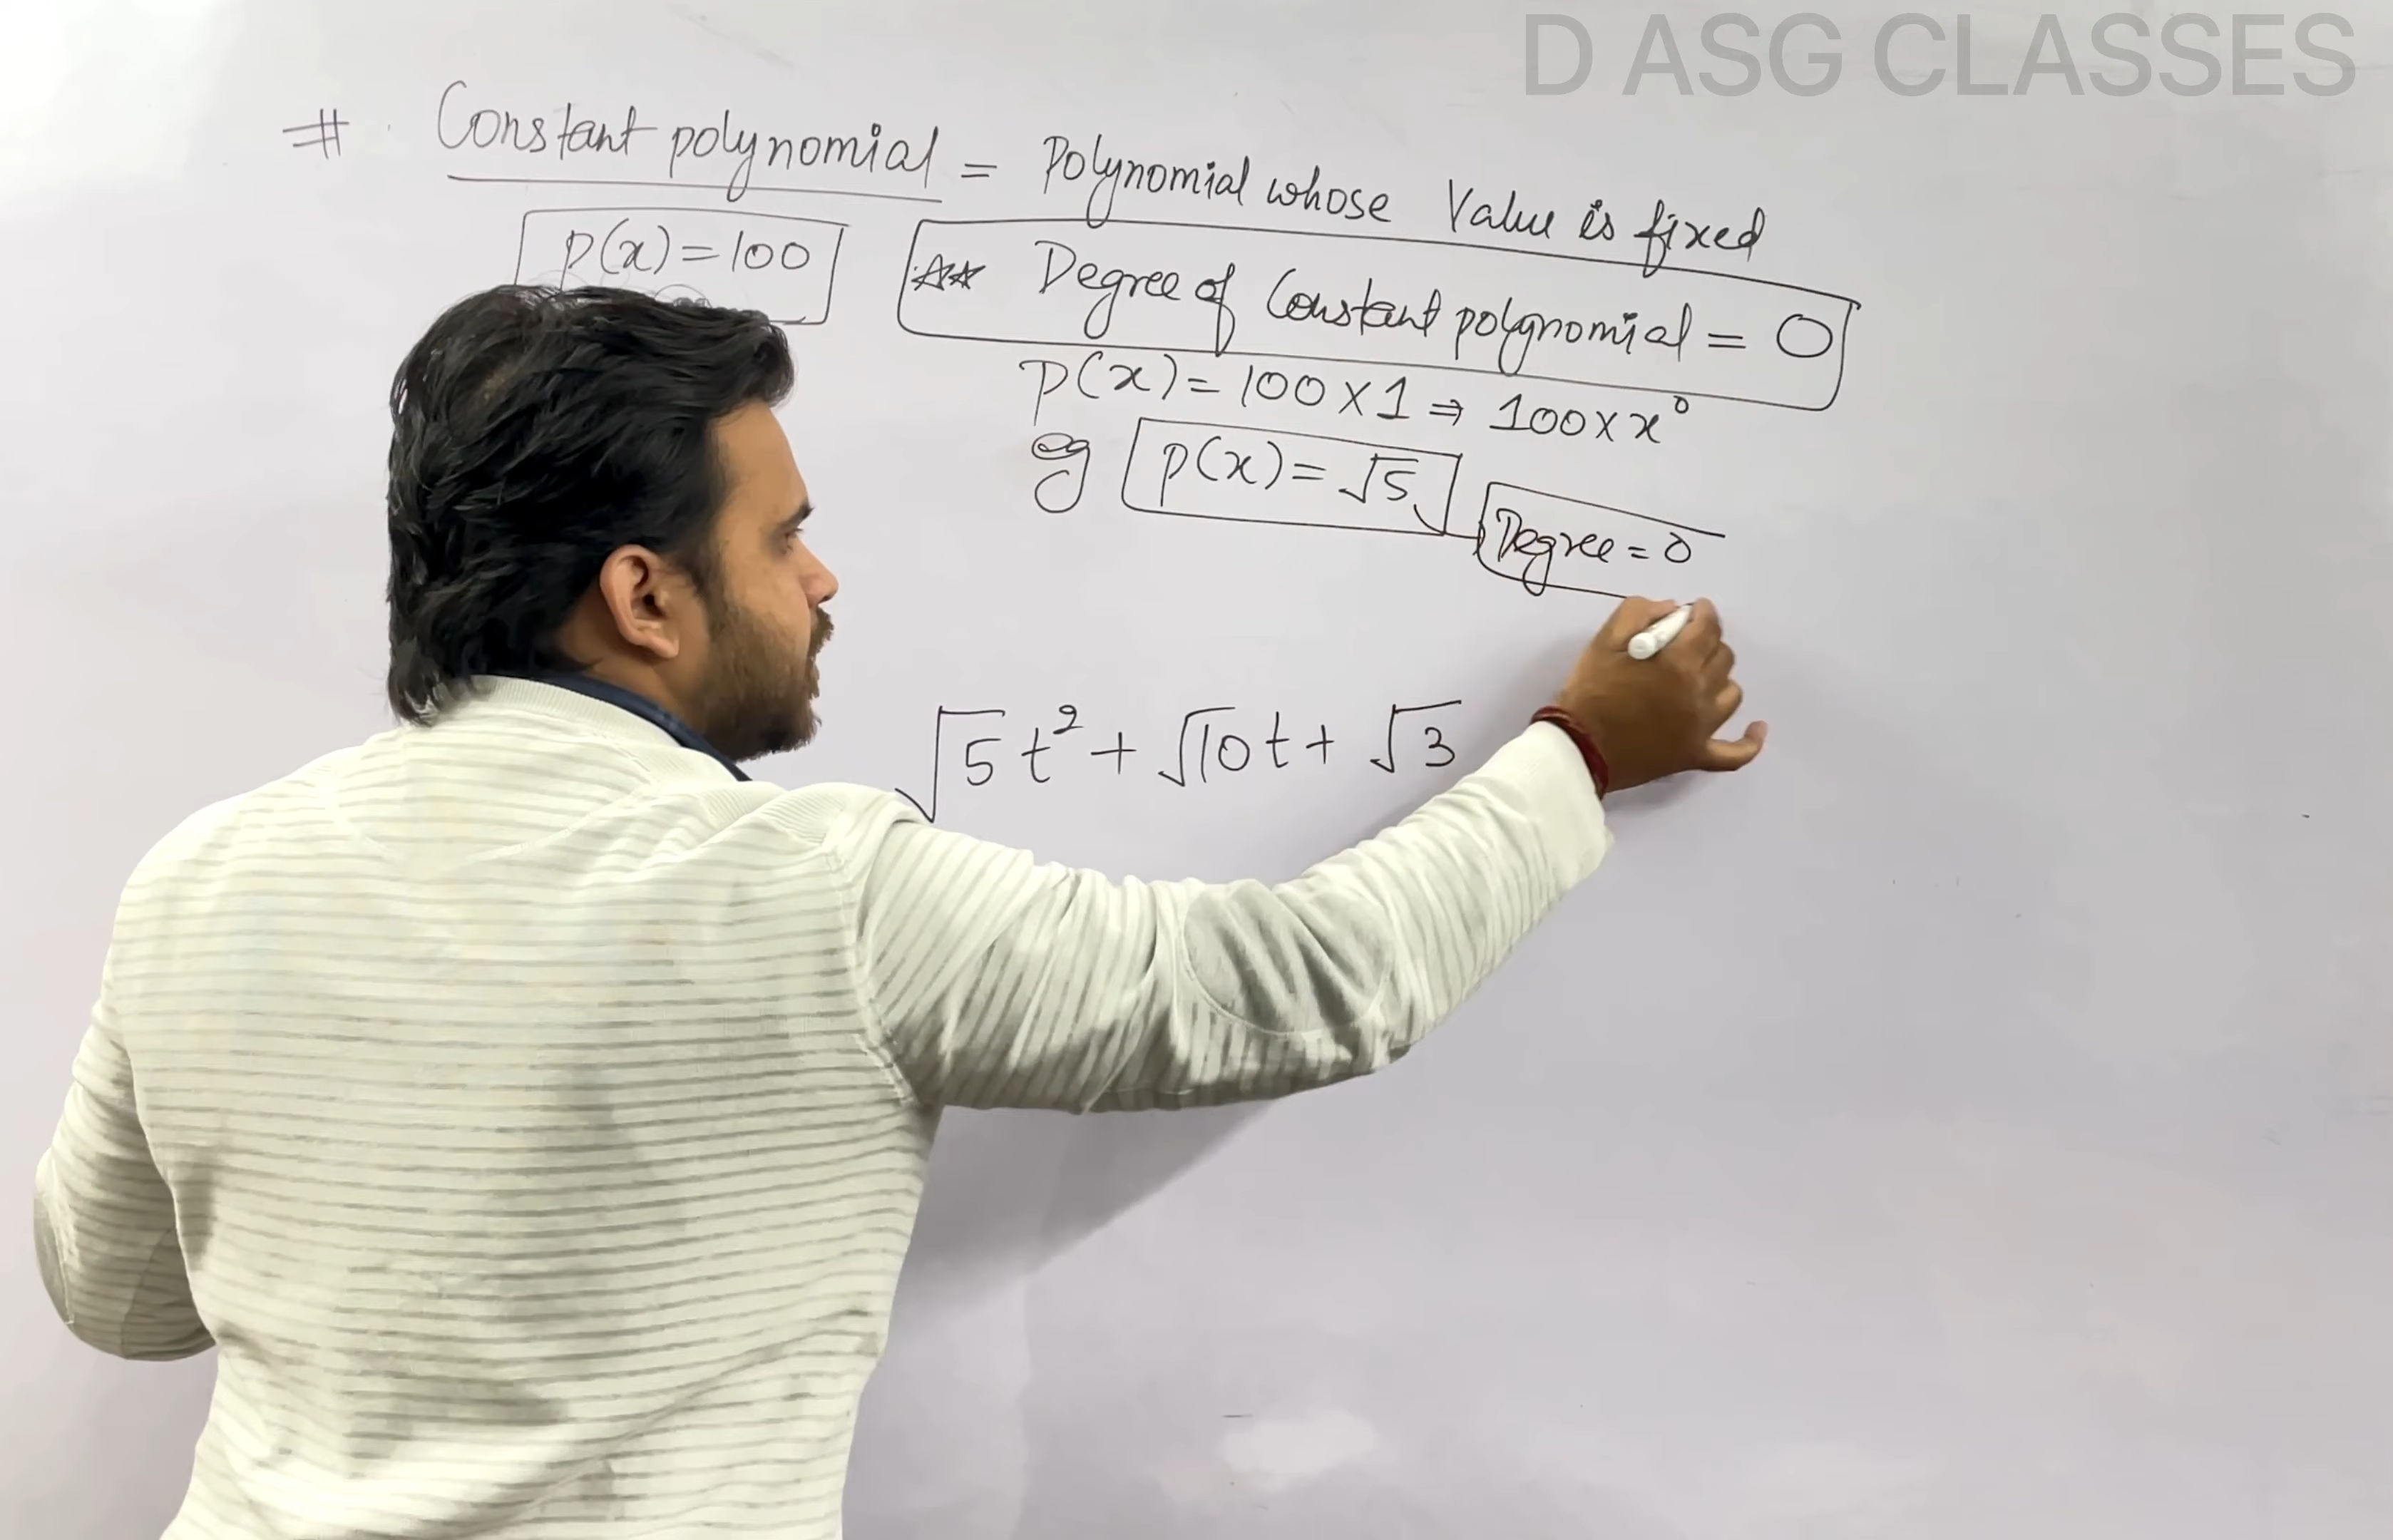 D ASG CLASSES
# Constant polynomial = Polynomial whose Value is fixed
p(x) = 100
☆☆ Degree of Constant polynomial = 0
p(x) = 100 × 1 ⇒ 100 × x⁰
eg p(x) = √5 Degree = 0
√5 t² + √10 t + √3